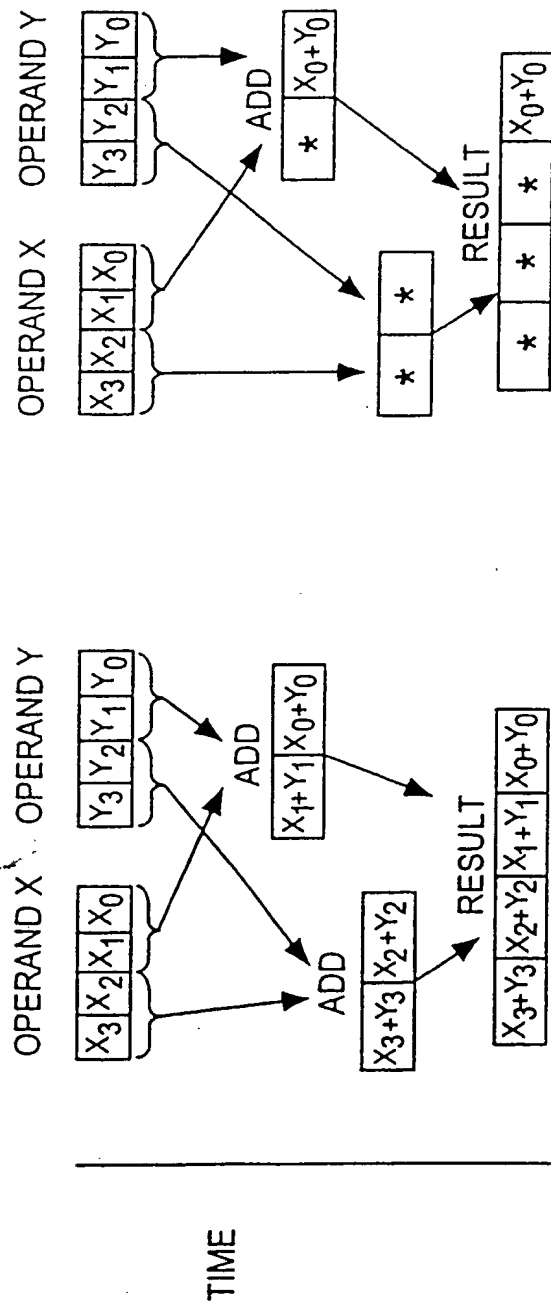 TIME
OPERAND X
OPERAND Y
X3 X2 X1 X0
Y3 Y2 Y1 Y0
ADD
X1+Y1 X0+Y0
ADD
X3+Y3 X2+Y2
RESULT
X3+Y3 X2+Y2 X1+Y1 X0+Y0
OPERAND X
OPERAND Y
X3 X2 X1 X0
Y3 Y2 Y1 Y0
ADD
* X0+Y0
* *
RESULT
* * * X0+Y0